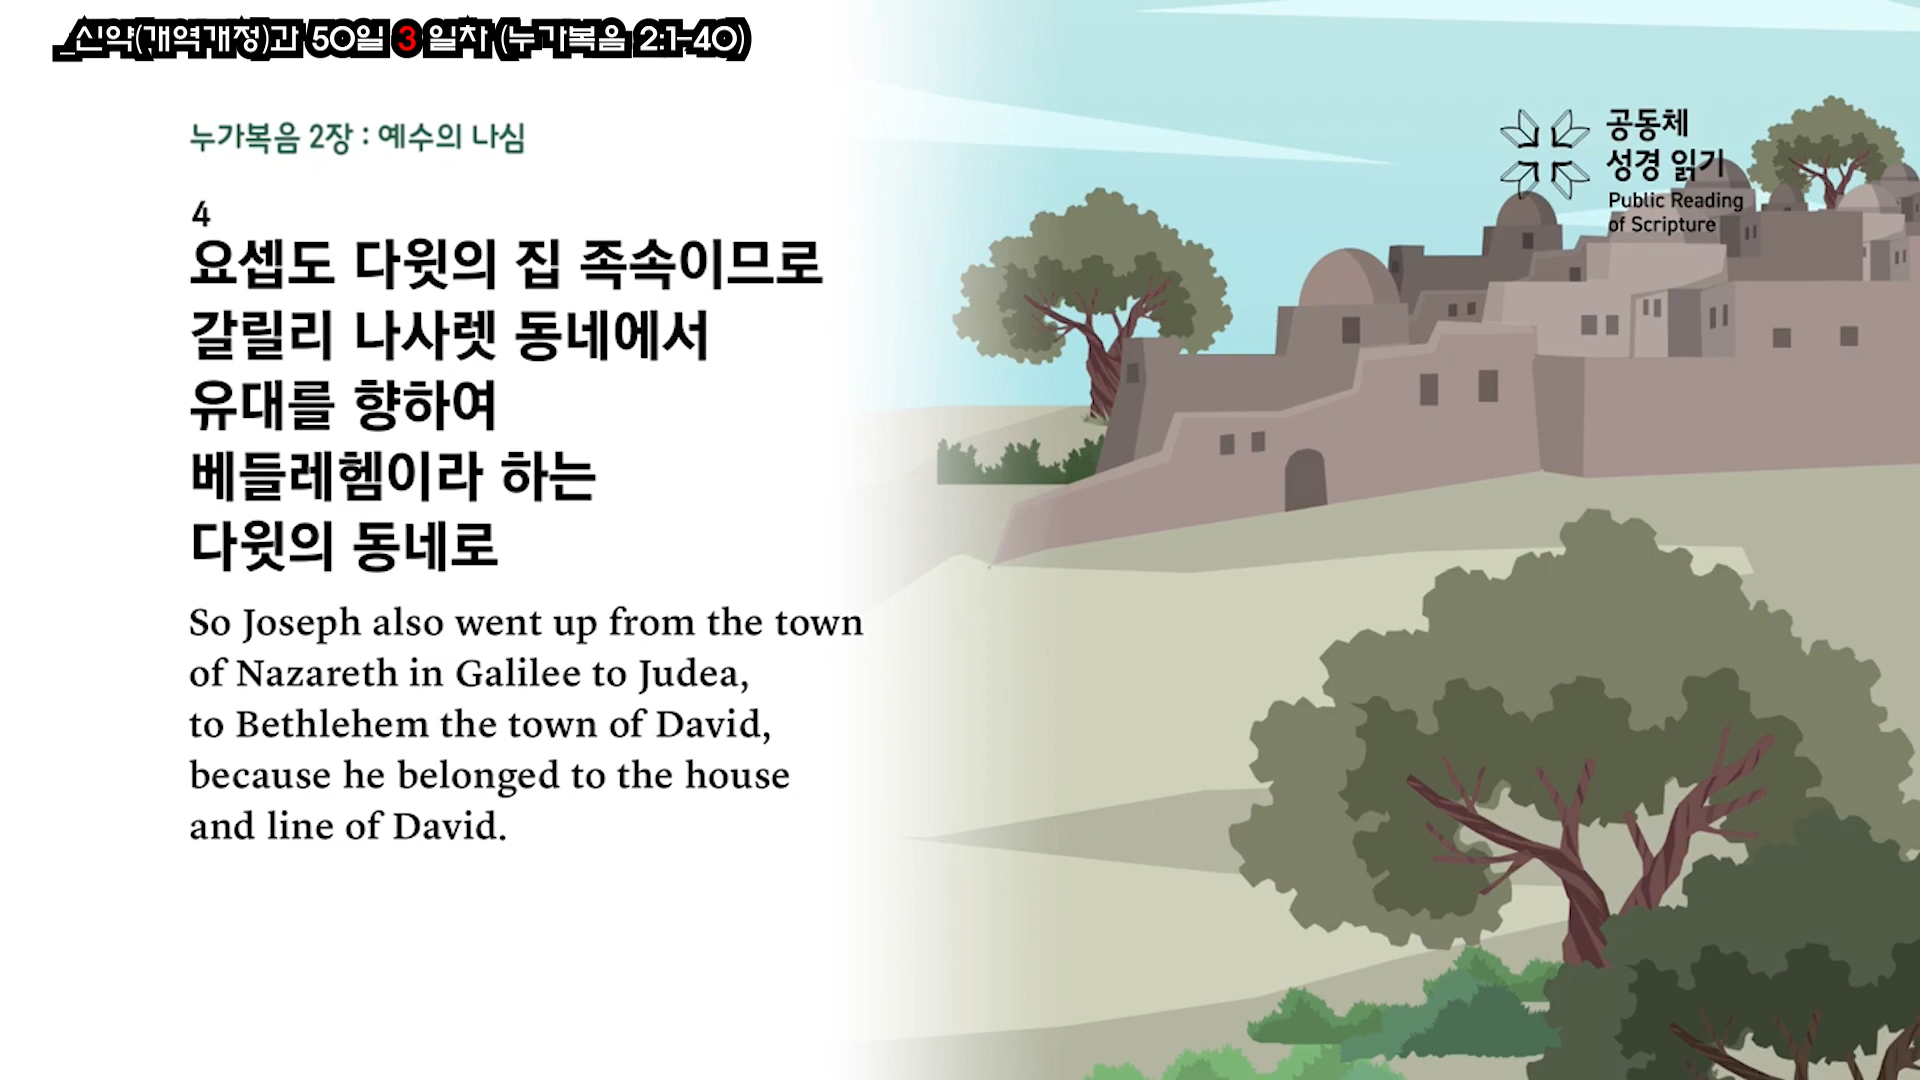 _신약(개역개정)과 50일 3 일차 (누가복음 2:1-40)
누가복음 2장 : 예수의 나심
4
요셉도 다윗의 집 족속이므로
갈릴리 나사렛 동네에서
유대를 향하여
베들레헴이라 하는
다윗의 동네로
So Joseph also went up from the town
of Nazareth in Galilee to Judea,
to Bethlehem the town of David,
because he belonged to the house
and line of David.
공동체
성경 읽기
Public Reading
of Scripture